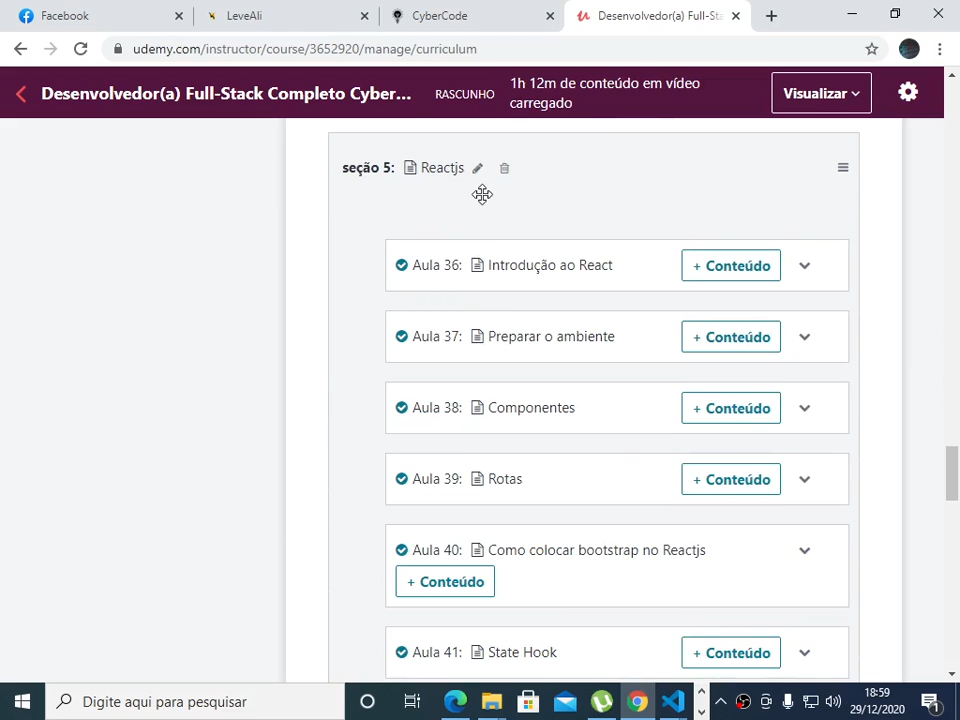 Facebook
LeveAli
CyberCode
Desenvolvedor(a) Full-Sta
udemy.com/instructor/course/3652920/manage/curriculum
Desenvolvedor(a) Full-Stack Completo Cyber...
RASCUNHO
1h 12m de conteúdo em vídeo
carregado
Visualizar
seção 5: Reactjs
Aula 36: Introdução ao React
+ Conteúdo
Aula 37: Preparar o ambiente
+ Conteúdo
Aula 38: Componentes
+ Conteúdo
Aula 39: Rotas
+ Conteúdo
Aula 40: Como colocar bootstrap no Reactjs
+ Conteúdo
Aula 41: State Hook
+ Conteúdo
Digite aqui para pesquisar
18:59
29/12/2020
1